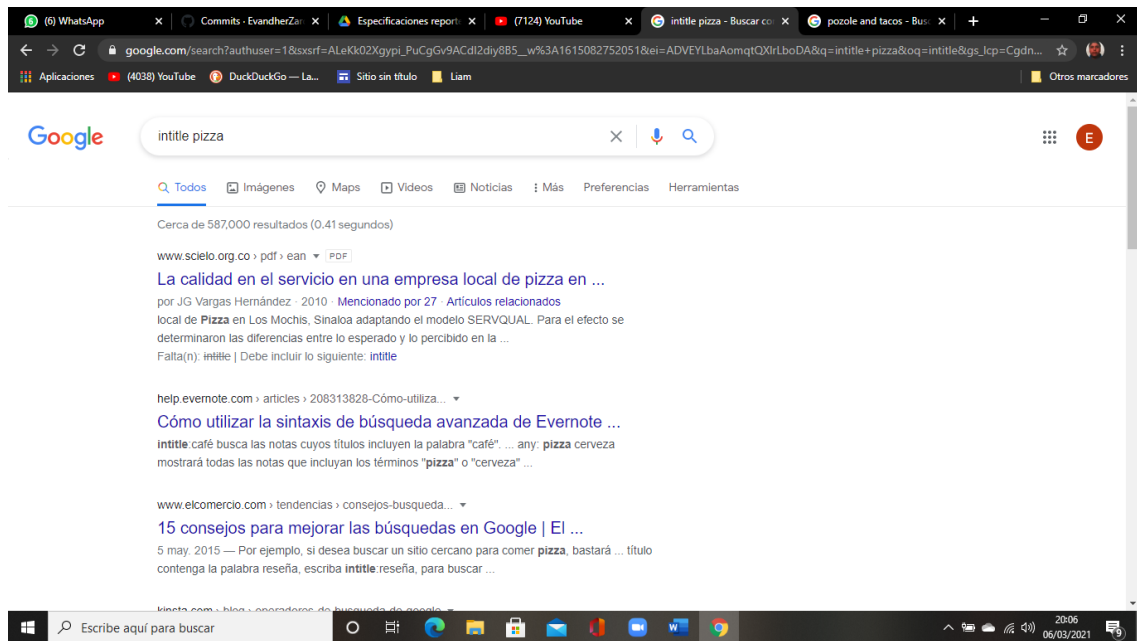 (6) WhatsApp
Commits · EvandherZar
Especificaciones report
(7124) YouTube
intitle pizza - Buscar cor
pozole and tacos - Bus
google.com/search?authuser=1&sxsrf=ALeKk02Xgypi_PuCgGv9ACdI2diy8B5__w%3A1615082752051&ei=ADVEYLbaAomqtQXlrLboDA&q=intitle+pizza&oq=intitle&gs_lcp=Cgdn...
Aplicaciones
(4038) YouTube
DuckDuckGo — La...
Sitio sin título
Liam
Otros marcadores
Google
intitle pizza
E
Todos
Imágenes
Maps
Videos
Noticias
Más
Preferencias
Herramientas
Cerca de 587,000 resultados (0.41 segundos)
www.scielo.org.co › pdf › ean PDF
La calidad en el servicio en una empresa local de pizza en ...
por JG Vargas Hernández · 2010 · Mencionado por 27 · Artículos relacionados
local de Pizza en Los Mochis, Sinaloa adaptando el modelo SERVQUAL. Para el efecto se
determinaron las diferencias entre lo esperado y lo percibido en la ...
Falta(n): intitle | Debe incluir lo siguiente: intitle
help.evernote.com › articles › 208313828-Cómo-utiliza...
Cómo utilizar la sintaxis de búsqueda avanzada de Evernote ...
intitle:café busca las notas cuyos títulos incluyen la palabra "café". ... any: pizza cerveza
mostrará todas las notas que incluyan los términos "pizza" o "cerveza" ...
www.elcomercio.com › tendencias › consejos-busqueda...
15 consejos para mejorar las búsquedas en Google | El ...
5 may. 2015 — Por ejemplo, si desea buscar un sitio cercano para comer pizza, bastará ... título
contenga la palabra reseña, escriba intitle:reseña, para buscar ...
kinsta.com › blog › operadores-de-busqueda-de-google
Escribe aquí para buscar
20:06
06/03/2021